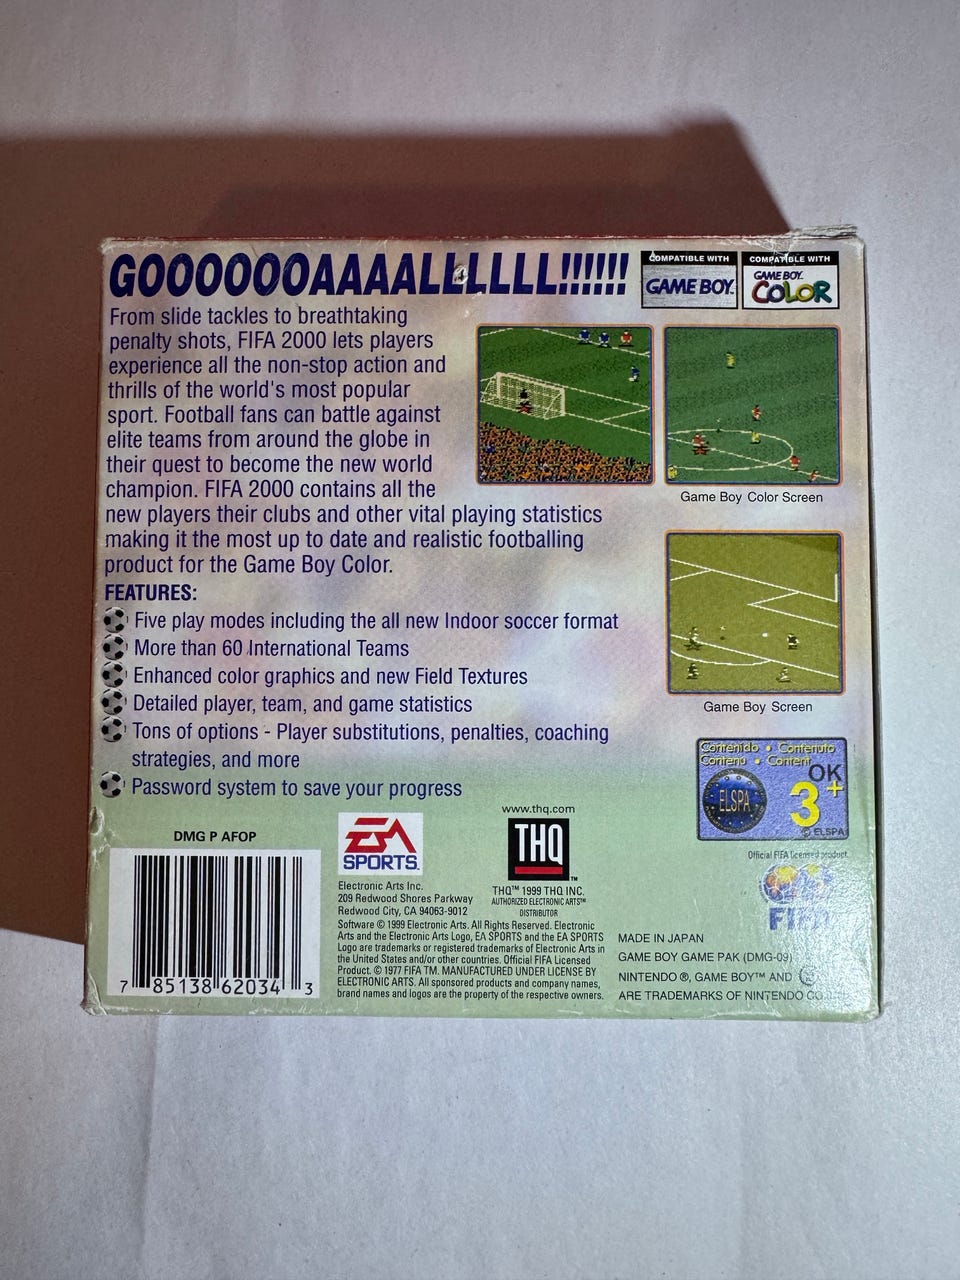 GOOOOOOAAAALLLLLLL!!!!!!
COMPATIBLE WITH
GAME BOY™
COMPATIBLE WITH
GAME BOY
COLOR
From slide tackles to breathtaking
penalty shots, FIFA 2000 lets players
experience all the non-stop action and
thrills of the world's most popular
sport. Football fans can battle against
elite teams from around the globe in
their quest to become the new world
champion. FIFA 2000 contains all the
new players their clubs and other vital playing statistics
making it the most up to date and realistic footballing
product for the Game Boy Color.
Game Boy Color Screen
Game Boy Screen
FEATURES:
Five play modes including the all new Indoor soccer format
More than 60 International Teams
Enhanced color graphics and new Field Textures
Detailed player, team, and game statistics
Tons of options - Player substitutions, penalties, coaching
strategies, and more
Password system to save your progress
Contenido • Contenuto
Contenu • Content
OK
3+
ELSPA
© ELSPA
DMG P AFOP
7 85138 62034 3
EA
SPORTS™
www.thq.com
THQ™
Electronic Arts Inc.
209 Redwood Shores Parkway
Redwood City, CA 94063-9012
THQ™ 1999 THQ INC.
AUTHORIZED ELECTRONIC ARTS™
DISTRIBUTOR
Software © 1999 Electronic Arts. All Rights Reserved. Electronic
Arts and the Electronic Arts Logo, EA SPORTS and the EA SPORTS
Logo are trademarks or registered trademarks of Electronic Arts in
the United States and/or other countries. Official FIFA Licensed
Product. © 1977 FIFA TM. MANUFACTURED UNDER LICENSE BY
ELECTRONIC ARTS. All sponsored products and company names,
brand names and logos are the property of the respective owners.
Official FIFA licensed product.
FIFA
MADE IN JAPAN
GAME BOY GAME PAK (DMG-09)
NINTENDO ®, GAME BOY™ AND
ARE TRADEMARKS OF NINTENDO CO.